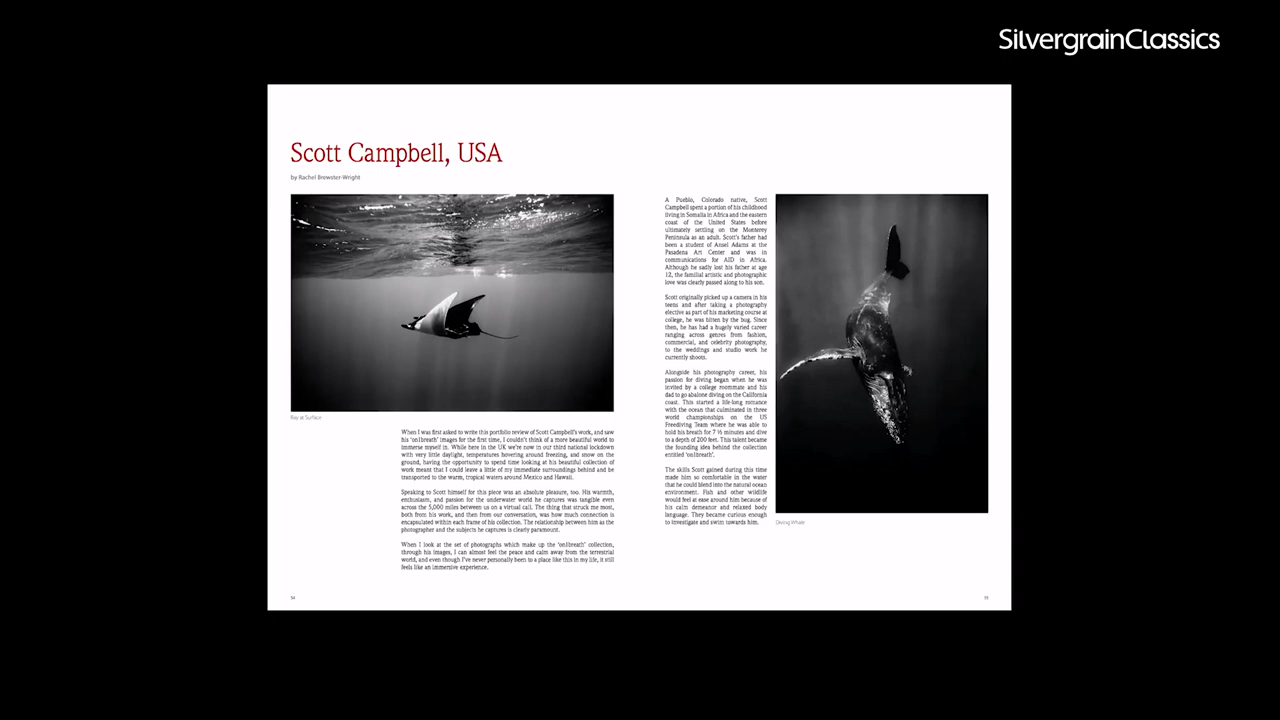 SilvergrainClassics
Scott Campbell, USA
by Rachel Brewster-Wright
Ray at Surface
When I was first asked to write this portfolio review of Scott Campbell's work, and saw
his 'on1breath' images for the first time, I couldn't think of a more beautiful world to
immerse myself in. While here in the UK we're now in our third national lockdown
with very little daylight, temperatures hovering around freezing, and snow on the
ground, having the opportunity to spend time looking at his beautiful collection of
work meant that I could leave a little of my immediate surroundings behind and be
transported to the warm, tropical waters around Mexico and Hawaii.
Speaking to Scott himself for this piece was an absolute pleasure, too. His warmth,
enthusiasm, and passion for the underwater world he captures was tangible even
across the 5,000 miles between us on a virtual call. The thing that struck me most,
both from his work, and then from our conversation, was how much connection is
encapsulated within each frame of his collection. The relationship between him as the
photographer and the subjects he captures is clearly paramount.
When I look at the set of photographs which make up the 'on1breath' collection,
through his images, I can almost feel the peace and calm away from the terrestrial
world, and even though I've never personally been to a place like this in my life, it still
feels like an immersive experience.
54
A Pueblo, Colorado native, Scott
Campbell spent a portion of his childhood
living in Somalia in Africa and the eastern
coast of the United States before
ultimately settling on the Monterey
Peninsula as an adult. Scott's father had
been a student of Ansel Adams at the
Pasadena Art Center and was in
communications for AID in Africa.
Although he sadly lost his father at age
12, the familial artistic and photographic
love was clearly passed along to his son.
Scott originally picked up a camera in his
teens and after taking a photography
elective as part of his marketing course at
college, he was bitten by the bug. Since
then, he has had a hugely varied career
ranging across genres from fashion,
commercial, and celebrity photography,
to the weddings and studio work he
currently shoots.
Alongside his photography career, his
passion for diving began when he was
invited by a college roommate and his
dad to go abalone diving on the California
coast. This started a life-long romance
with the ocean that culminated in three
world championships on the US
Freediving Team where he was able to
hold his breath for 7 ½ minutes and dive
to a depth of 200 feet. This talent became
the founding idea behind the collection
entitled 'on1breath'.
The skills Scott gained during this time
made him so comfortable in the water
that he could blend into the natural ocean
environment. Fish and other wildlife
would feel at ease around him because of
his calm demeanor and relaxed body
language. They became curious enough
to investigate and swim towards him.
Diving Whale
55